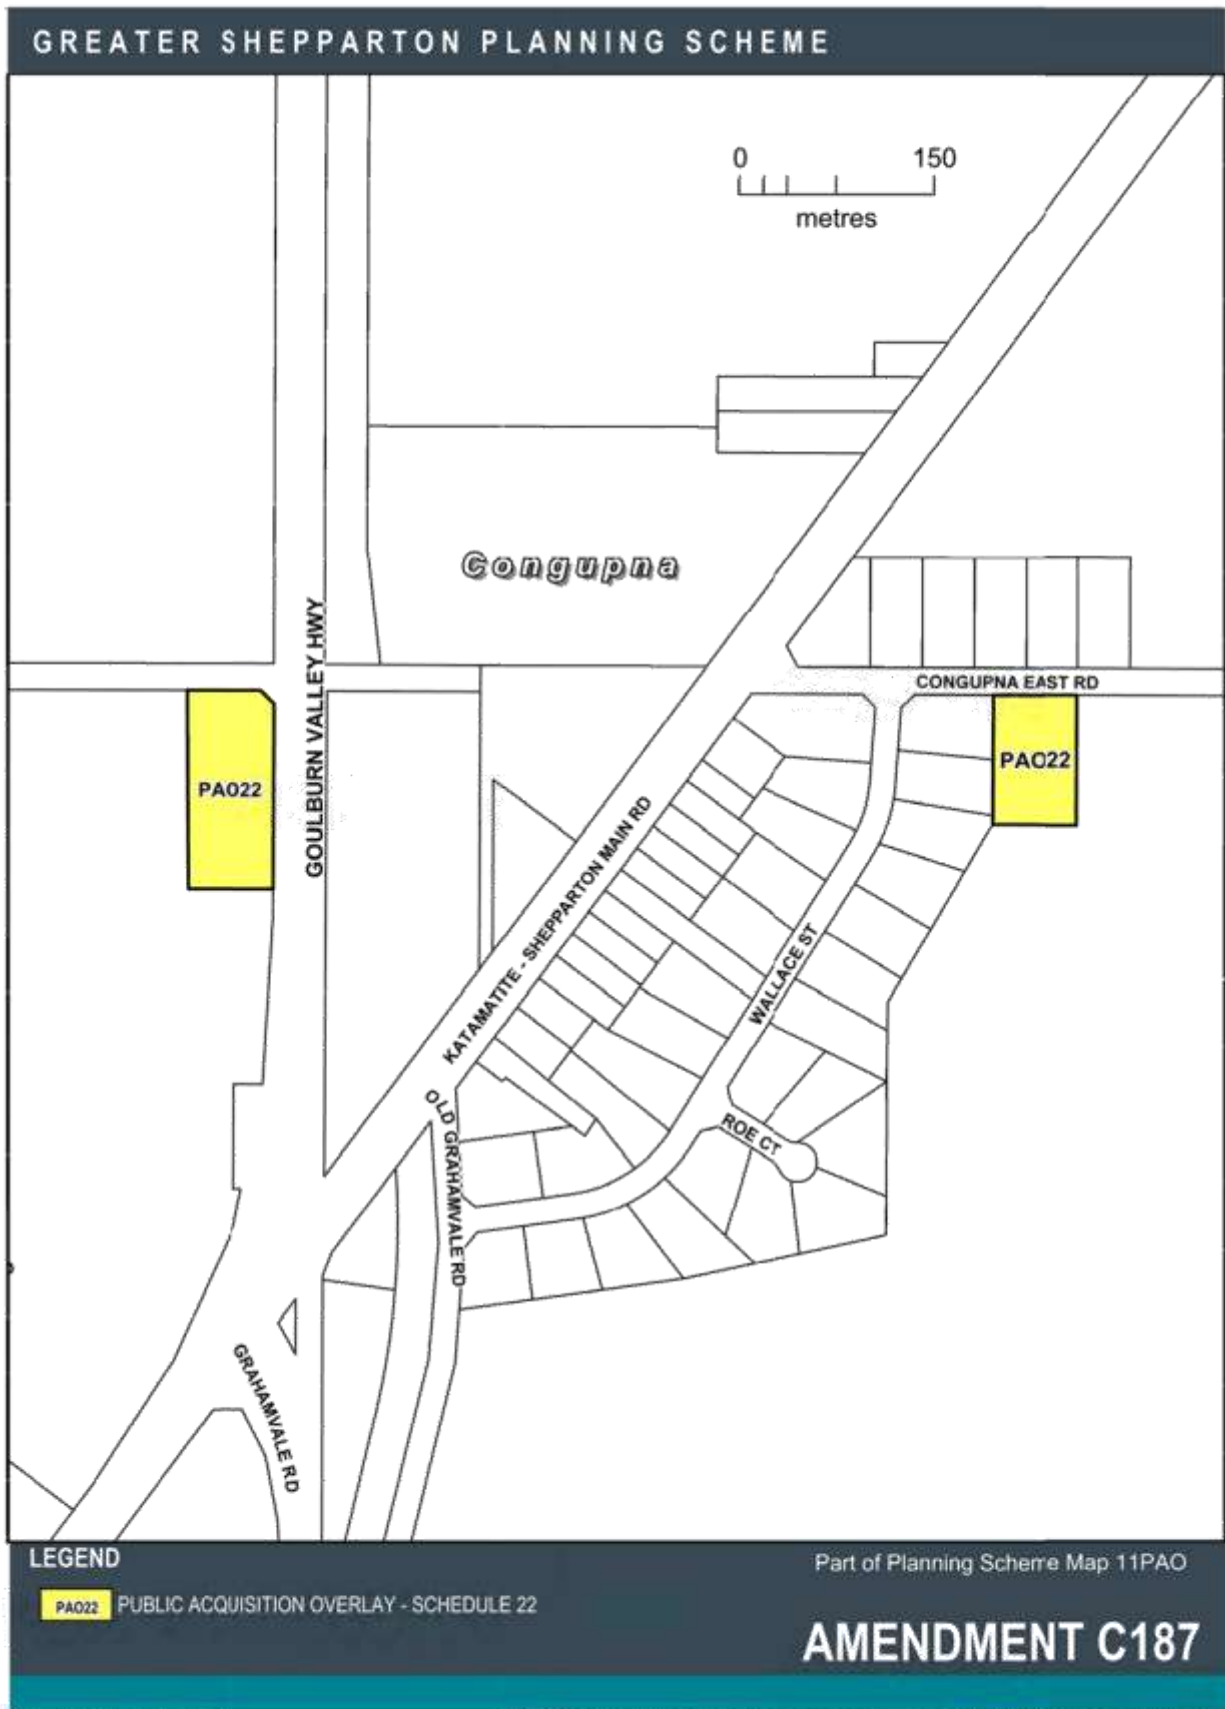 GREATER SHEPPARTON PLANNING SCHEME
0 150
metres
Congupna
GOULBURN VALLEY HWY
CONGUPNA EAST RD
PAO22
PAO22
KATAMATITE - SHEPPARTON MAIN RD
WALLACE ST
OLD GRAHAMVALE RD
ROE CT
GRAHAMVALE RD
LEGEND
Part of Planning Scheme Map 11PAO
PAO22 PUBLIC ACQUISITION OVERLAY - SCHEDULE 22
AMENDMENT C187